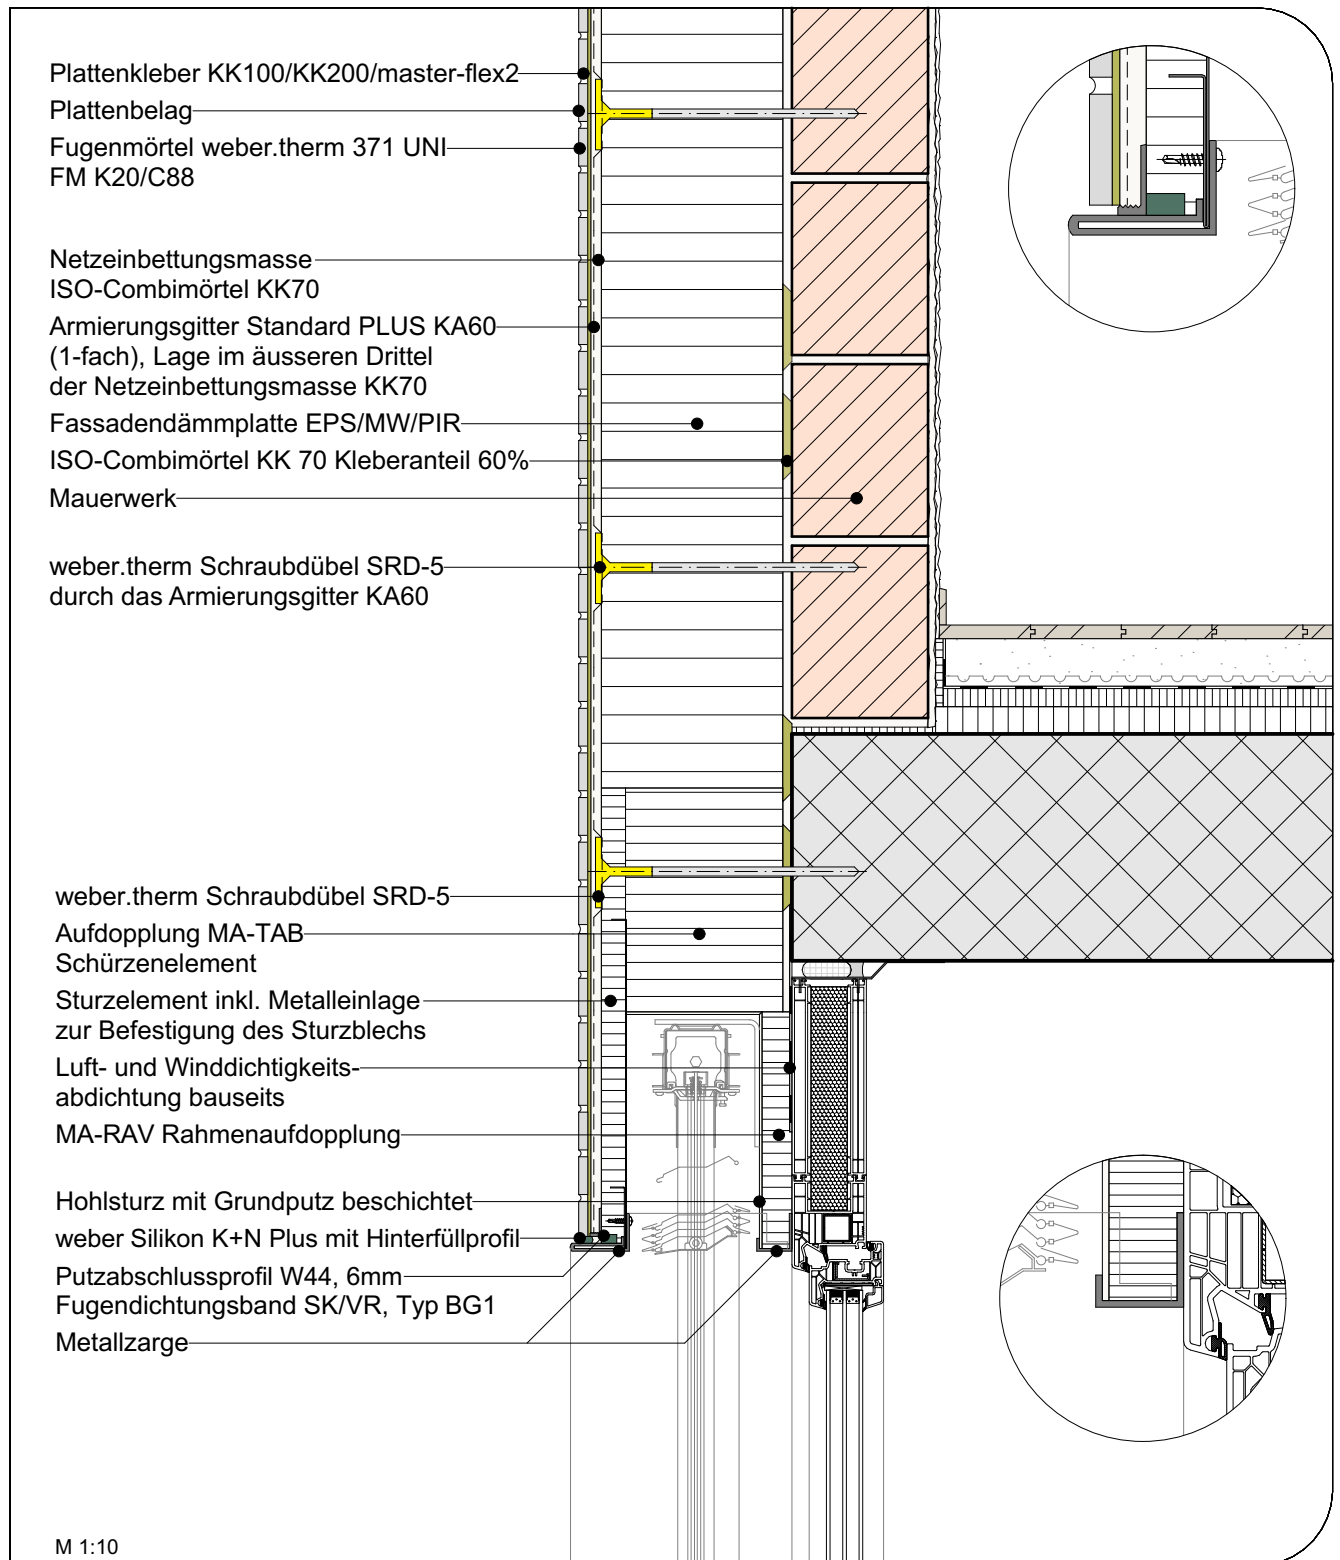 Plattenkleber KK100/KK200/master-flex2
Plattenbelag
Fugenmörtel weber.therm 371 UNI
FM K20/C88
Netzeinbettungsmasse
ISO-Combimörtel KK70
Armierungsgitter Standard PLUS KA60
(1-fach), Lage im äusseren Drittel
der Netzeinbettungsmasse KK70
Fassadendämmplatte EPS/MW/PIR
ISO-Combimörtel KK 70 Kleberanteil 60%
Mauerwerk
weber.therm Schraubdübel SRD-5
durch das Armierungsgitter KA60
weber.therm Schraubdübel SRD-5
Aufdopplung MA-TAB
Schürzenelement
Sturzelement inkl. Metalleinlage
zur Befestigung des Sturzblechs
Luft- und Winddichtigkeits-
abdichtung bauseits
MA-RAV Rahmenaufdopplung
Hohlsturz mit Grundputz beschichtet
weber Silikon K+N Plus mit Hinterfüllprofil
Putzabschlussprofil W44, 6mm
Fugendichtungsband SK/VR, Typ BG1
Metallzarge
M 1:10